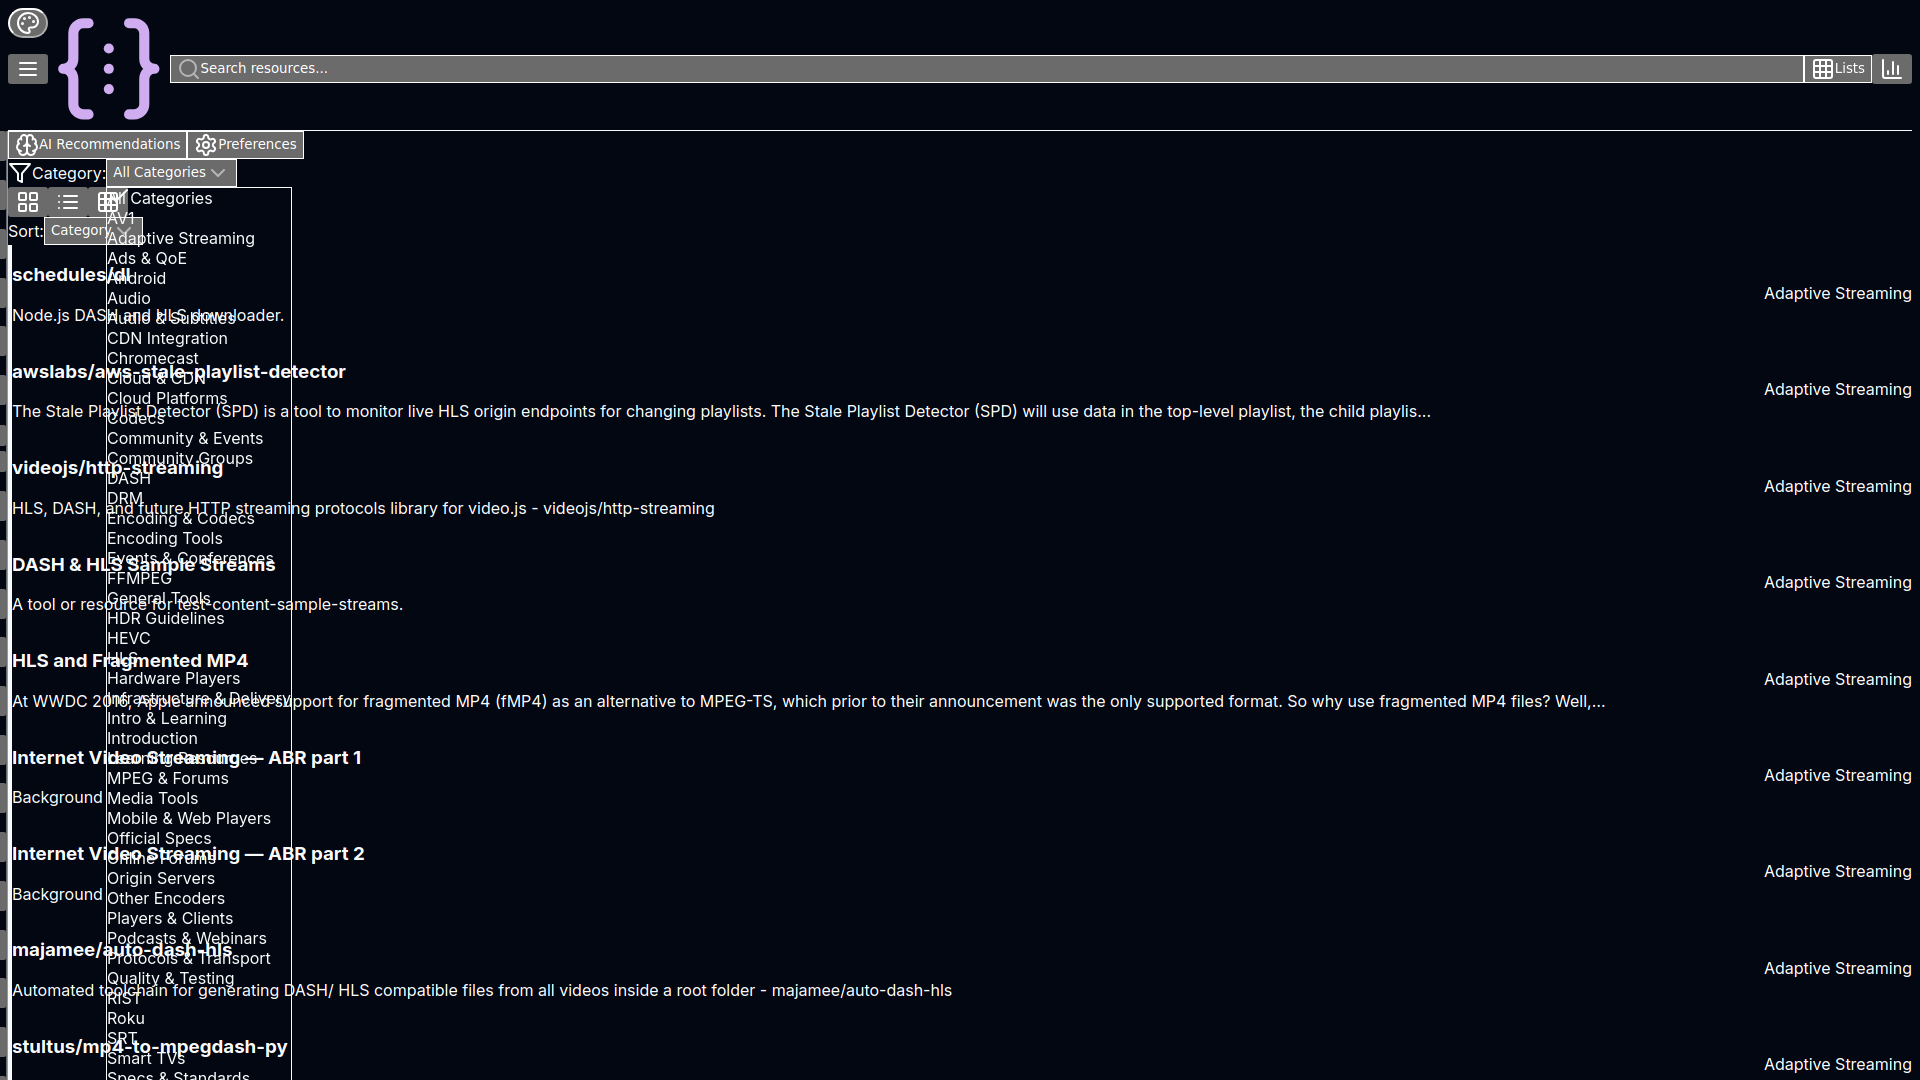 Search resources...
Lists
AI Recommendations
Preferences
Category:
All Categories
Sort:
Category
All Categories
AV1
Adaptive Streaming
Ads & QoE
Android
Audio
Audio & Subtitles
CDN Integration
Chromecast
Cloud & CDN
Cloud Platforms
Codecs
Community & Events
Community Groups
DASH
DRM
Encoding & Codecs
Encoding Tools
Events & Conferences
FFMPEG
General Tools
HDR Guidelines
HEVC
HLS
Hardware Players
Infrastructure & Delivery
Intro & Learning
Introduction
Learning Resources
MPEG & Forums
Media Tools
Mobile & Web Players
Official Specs
Online Forums
Origin Servers
Other Encoders
Players & Clients
Podcasts & Webinars
Protocols & Transport
Quality & Testing
RIST
Roku
SRT
Smart TVs
Specs & Standards
schedules/dl
Node.js DASH and HLS downloader.
Adaptive Streaming
awslabs/aws-stale-playlist-detector
The Stale Playlist Detector (SPD) is a tool to monitor live HLS origin endpoints for changing playlists. The Stale Playlist Detector (SPD) will use data in the top-level playlist, the child playlis...
Adaptive Streaming
videojs/http-streaming
HLS, DASH, and future HTTP streaming protocols library for video.js - videojs/http-streaming
Adaptive Streaming
DASH & HLS Sample Streams
A tool or resource for test-content-sample-streams.
Adaptive Streaming
HLS and Fragmented MP4
At WWDC 2016, Apple announced support for fragmented MP4 (fMP4) as an alternative to MPEG-TS, which prior to their announcement was the only supported format. So why use fragmented MP4 files? Well,...
Adaptive Streaming
Internet Video Streaming — ABR part 1
Background
Adaptive Streaming
Internet Video Streaming — ABR part 2
Background
Adaptive Streaming
majamee/auto-dash-hls
Automated toolchain for generating DASH/ HLS compatible files from all videos inside a root folder - majamee/auto-dash-hls
Adaptive Streaming
stultus/mp4-to-mpegdash-py
Adaptive Streaming